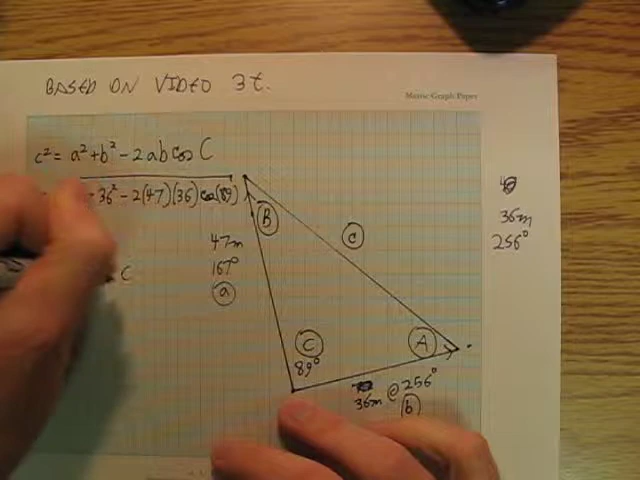 BASED ON VIDEO 3t.
Metric Graph Paper
c² = a² + b² - 2ab cos C
36² - 2(47)(36) cos(89)
C
B
47m
167°
a
c
C
89°
A
36m @ 256°
b
36m
256°